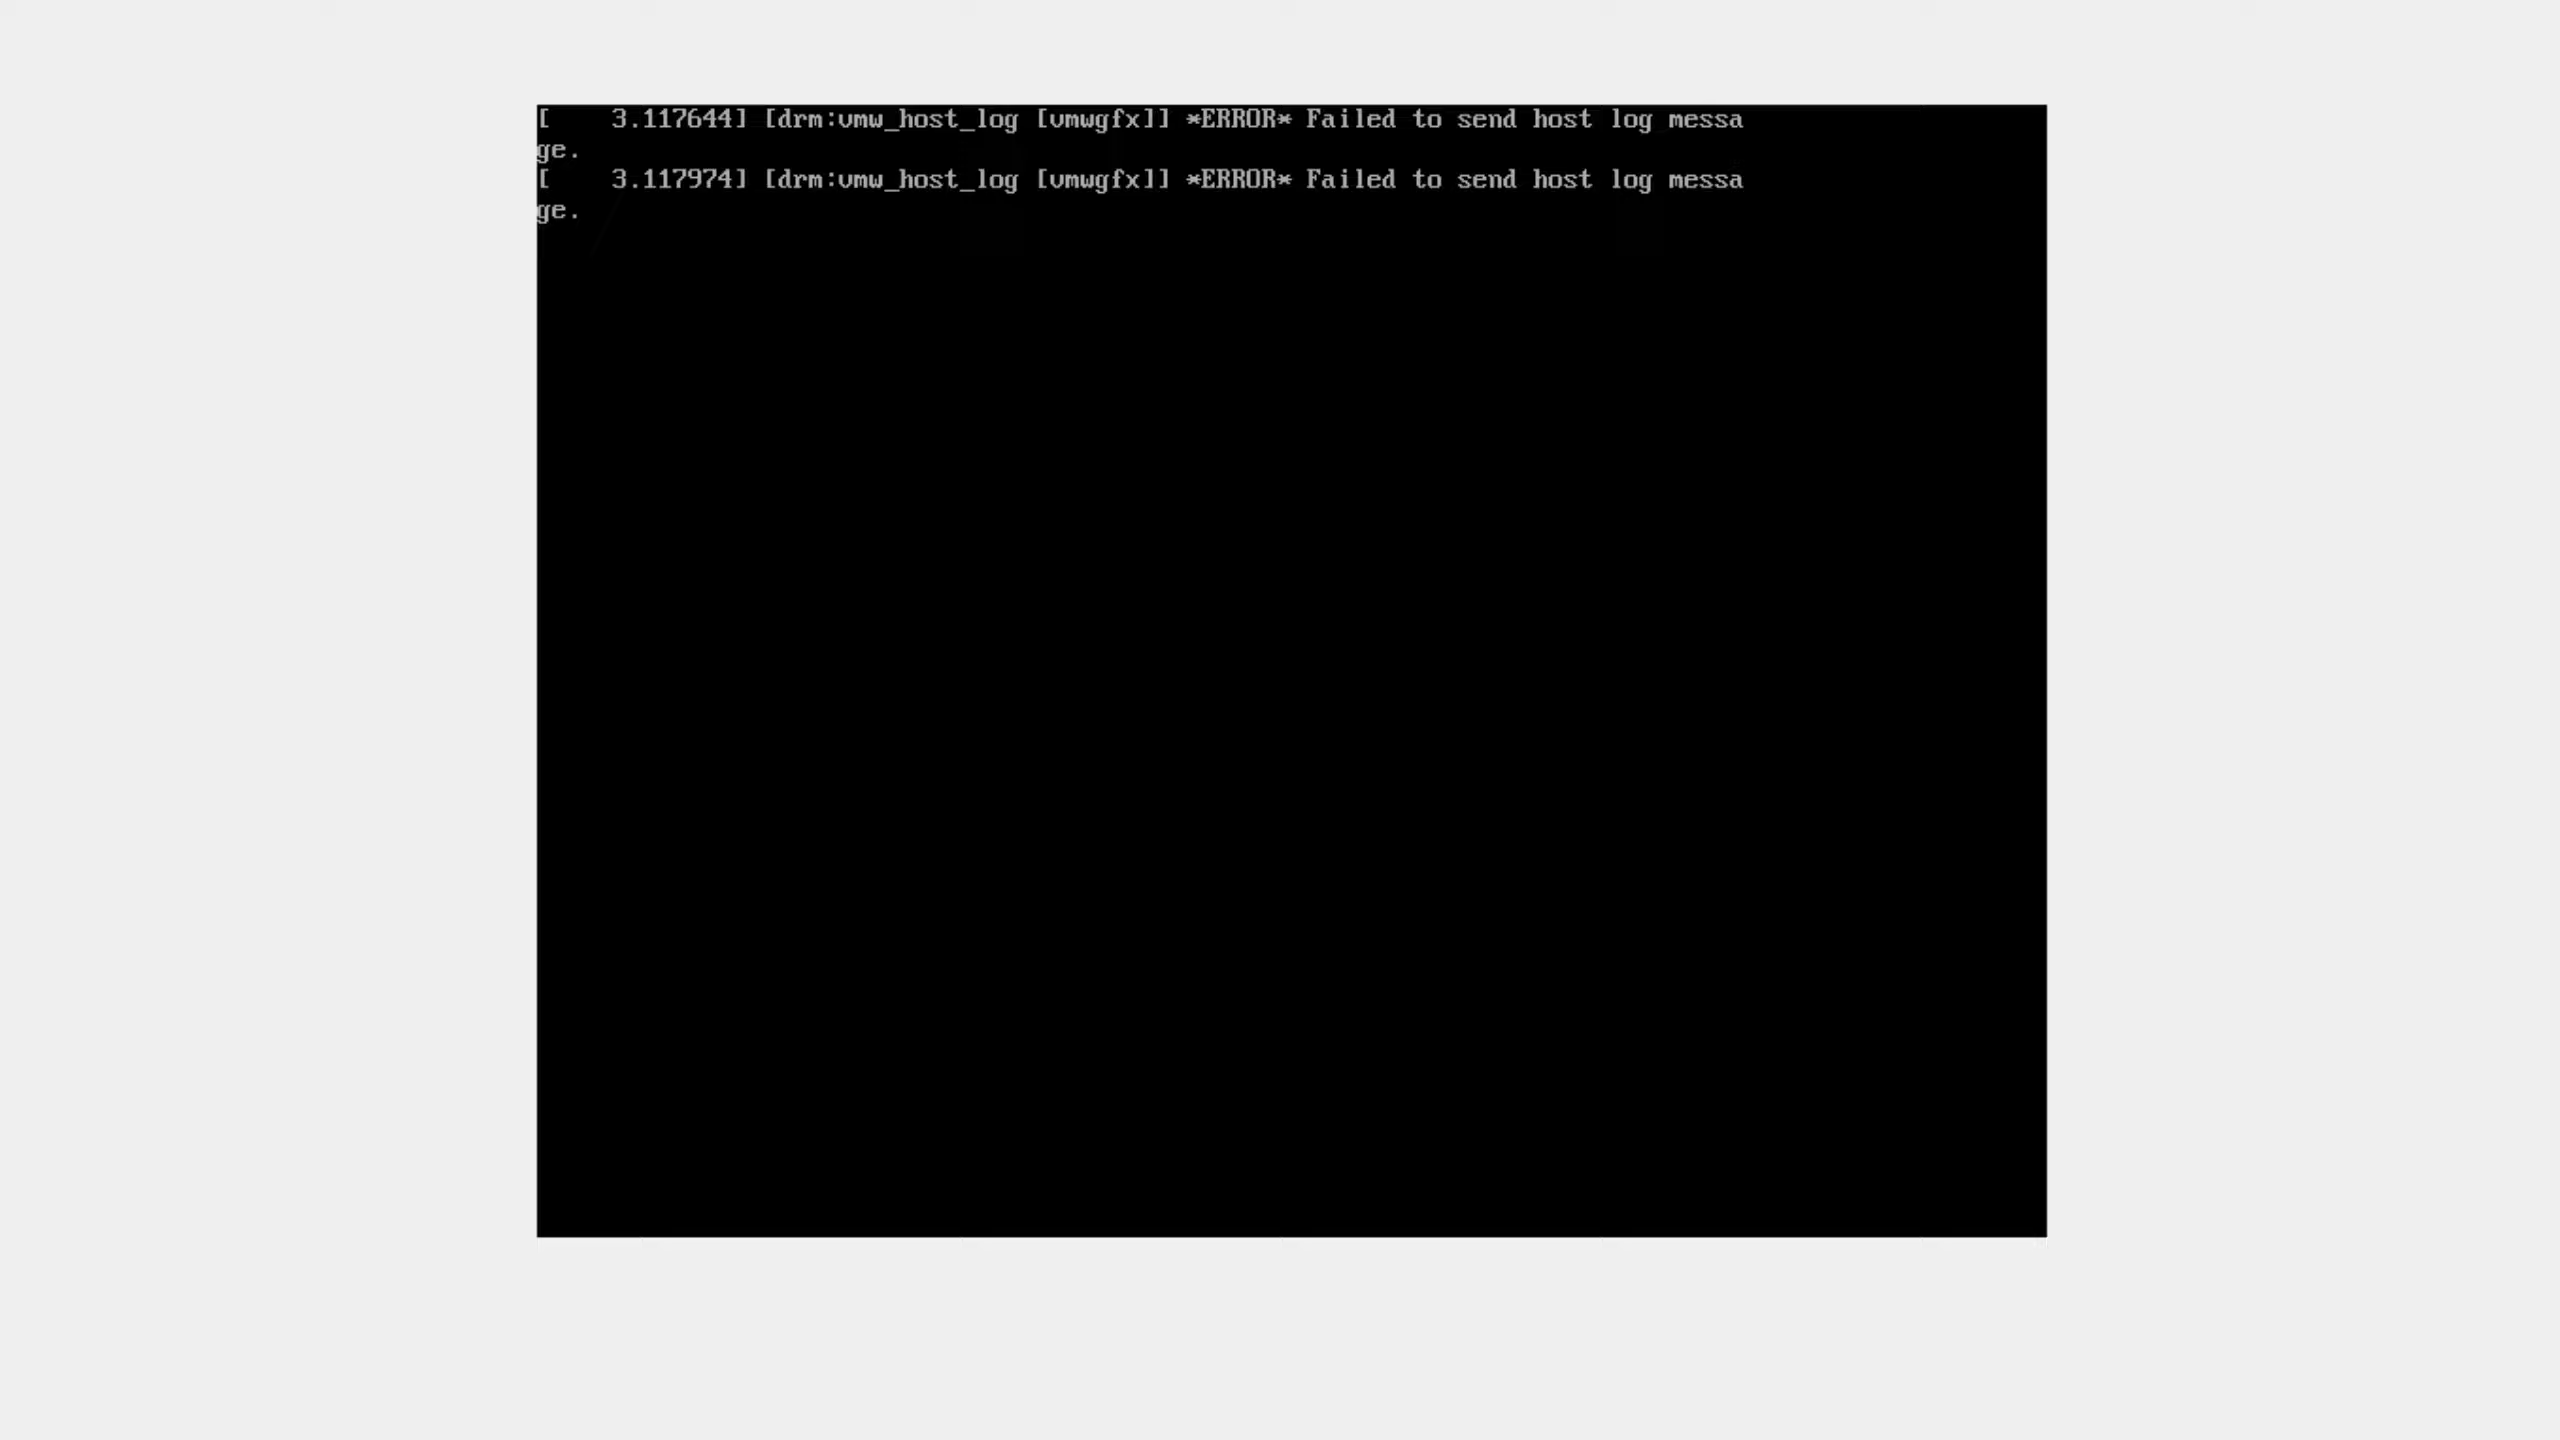 [    3.117644] [drm:vmw_host_log [vmwgfx]] *ERROR* Failed to send host log messa
ge.
[    3.117974] [drm:vmw_host_log [vmwgfx]] *ERROR* Failed to send host log messa
ge.